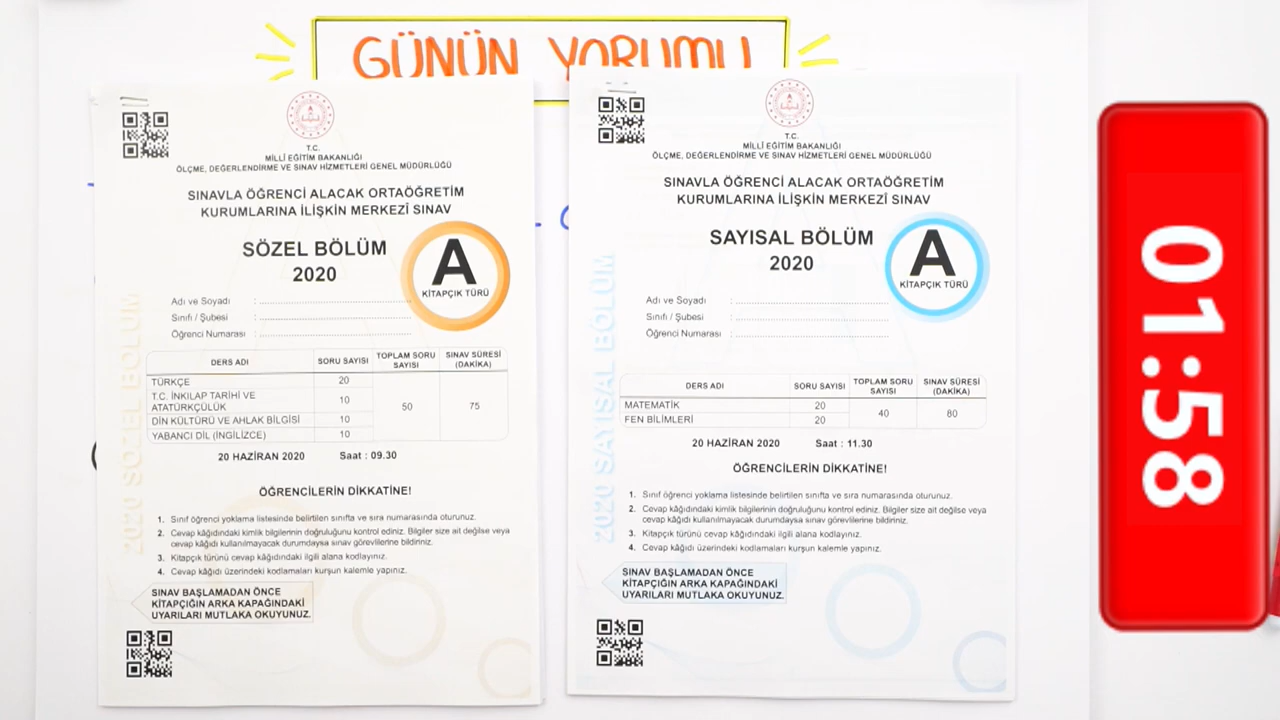 GÜNÜN YORUMU
T.C.
MİLLÎ EĞİTİM BAKANLIĞI
ÖLÇME, DEĞERLENDİRME VE SINAV HİZMETLERİ GENEL MÜDÜRLÜĞÜ
SINAVLA ÖĞRENCİ ALACAK ORTAÖĞRETİM
KURUMLARINA İLİŞKİN MERKEZÎ SINAV
SÖZEL BÖLÜM
2020
A
KİTAPÇIK TÜRÜ
Adı ve Soyadı :
Sınıfı / Şubesi :
Öğrenci Numarası :
DERS ADI SORU SAYISI TOPLAM SORU SAYISI SINAV SÜRESİ (DAKİKA)
TÜRKÇE 20
T.C. İNKILAP TARİHİ VE
ATATÜRKÇÜLÜK 10 50 75
DİN KÜLTÜRÜ VE AHLAK BİLGİSİ 10
YABANCI DİL (İNGİLİZCE) 10
20 HAZİRAN 2020 Saat : 09.30
ÖĞRENCİLERİN DİKKATİNE!
1. Sınıf öğrenci yoklama listesinde belirtilen sınıfta ve sıra numarasında oturunuz.
2. Cevap kâğıdındaki kimlik bilgilerinin doğruluğunu kontrol ediniz. Bilgiler size ait değilse veya
cevap kâğıdı kullanılmayacak durumdaysa sınav görevlilerine bildiriniz.
3. Kitapçık türünü cevap kâğıdındaki ilgili alana kodlayınız.
4. Cevap kâğıdı üzerindeki kodlamaları kurşun kalemle yapınız.
SINAV BAŞLAMADAN ÖNCE
KİTAPÇIĞIN ARKA KAPAĞINDAKİ
UYARILARI MUTLAKA OKUYUNUZ.
2020 SÖZEL BÖLÜM
T.C.
MİLLÎ EĞİTİM BAKANLIĞI
ÖLÇME, DEĞERLENDİRME VE SINAV HİZMETLERİ GENEL MÜDÜRLÜĞÜ
SINAVLA ÖĞRENCİ ALACAK ORTAÖĞRETİM
KURUMLARINA İLİŞKİN MERKEZÎ SINAV
SAYISAL BÖLÜM
2020
A
KİTAPÇIK TÜRÜ
Adı ve Soyadı :
Sınıfı / Şubesi :
Öğrenci Numarası :
DERS ADI SORU SAYISI TOPLAM SORU SAYISI SINAV SÜRESİ (DAKİKA)
MATEMATİK 20 40 80
FEN BİLİMLERİ 20
20 HAZİRAN 2020 Saat : 11.30
ÖĞRENCİLERİN DİKKATİNE!
1. Sınıf öğrenci yoklama listesinde belirtilen sınıfta ve sıra numarasında oturunuz.
2. Cevap kâğıdındaki kimlik bilgilerinin doğruluğunu kontrol ediniz. Bilgiler size ait değilse veya
cevap kâğıdı kullanılmayacak durumdaysa sınav görevlilerine bildiriniz.
3. Kitapçık türünü cevap kâğıdındaki ilgili alana kodlayınız.
4. Cevap kâğıdı üzerindeki kodlamaları kurşun kalemle yapınız.
SINAV BAŞLAMADAN ÖNCE
KİTAPÇIĞIN ARKA KAPAĞINDAKİ
UYARILARI MUTLAKA OKUYUNUZ.
2020 SAYISAL BÖLÜM
01:58